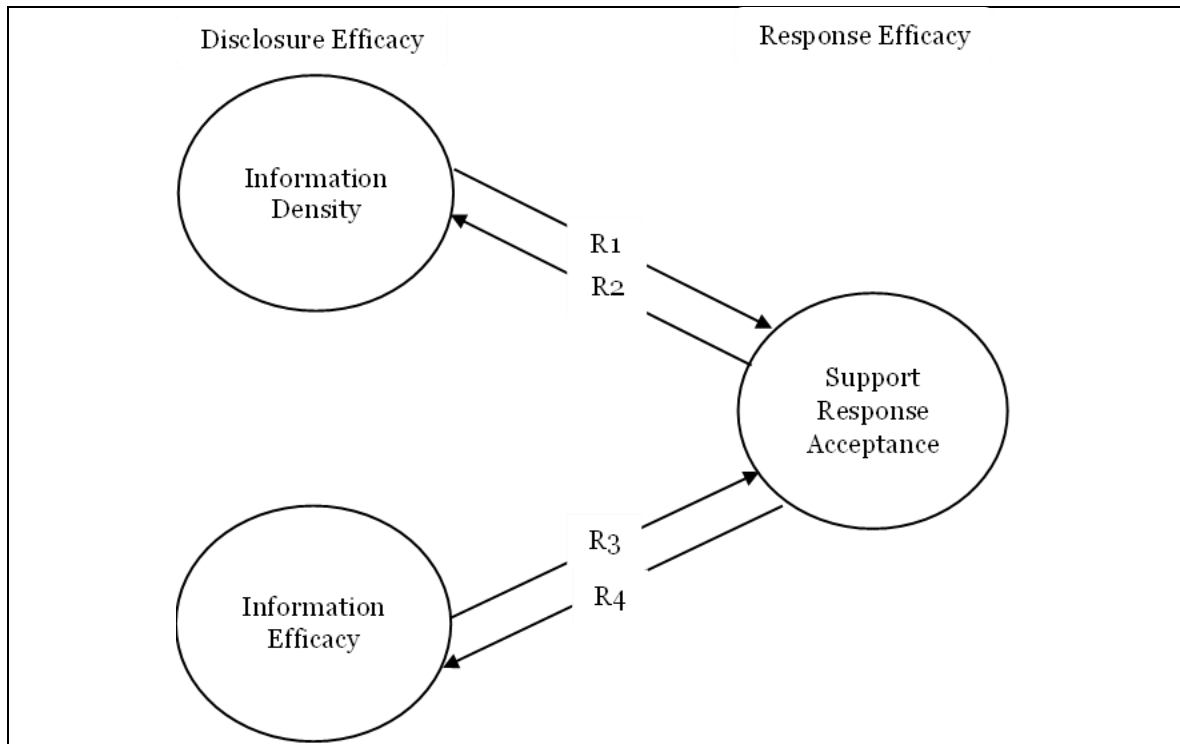 Disclosure Efficacy
Response Efficacy
Information
Density
R1
R2
Support
Response
Acceptance
R3
R4
Information
Efficacy